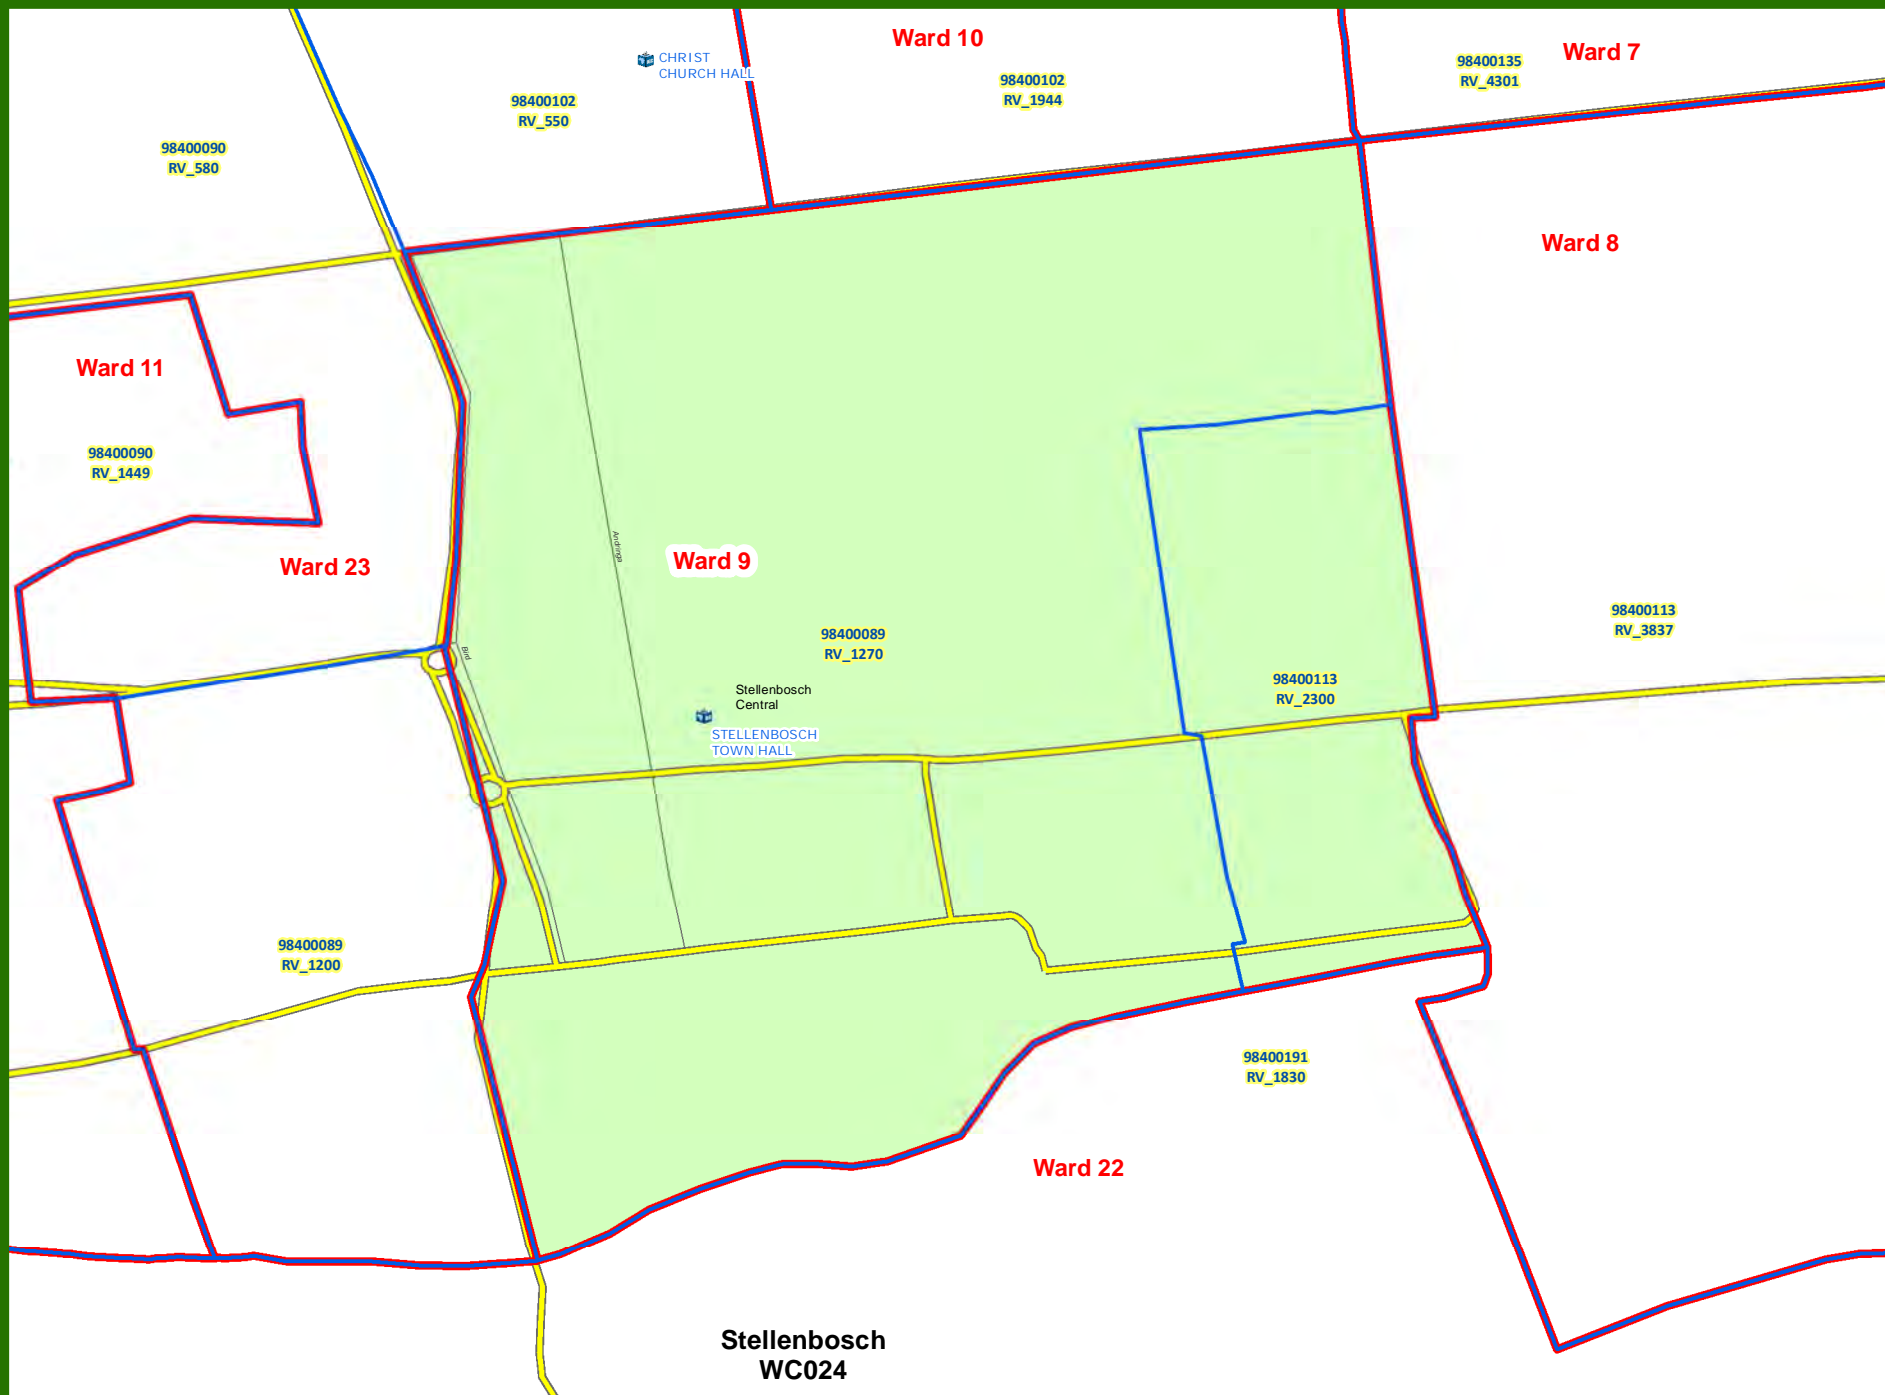 Ward 10
Ward 7
CHRIST
CHURCH HALL
98400135
RV_4301
98400102
RV_1944
98400102
RV_550
98400090
RV_580
Ward 8
Ward 11
98400090
RV_1449
Andringa
Ward 9
Ward 23
98400113
RV_3837
98400089
RV_1270
Bird
98400113
RV_2300
Stellenbosch
Central
STELLENBOSCH
TOWN HALL
98400089
RV_1200
98400191
RV_1830
Ward 22
Stellenbosch
WC024